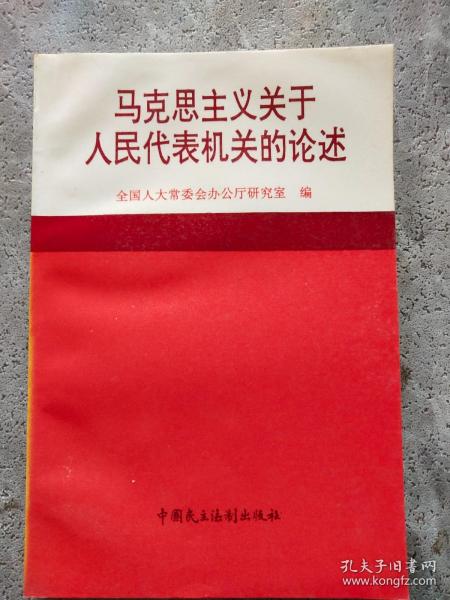 马克思主义关于
人民代表机关的论述
全国人大常委会办公厅研究室 编
中國民主法制出版社
孔夫子旧书网
www.kongfz.com